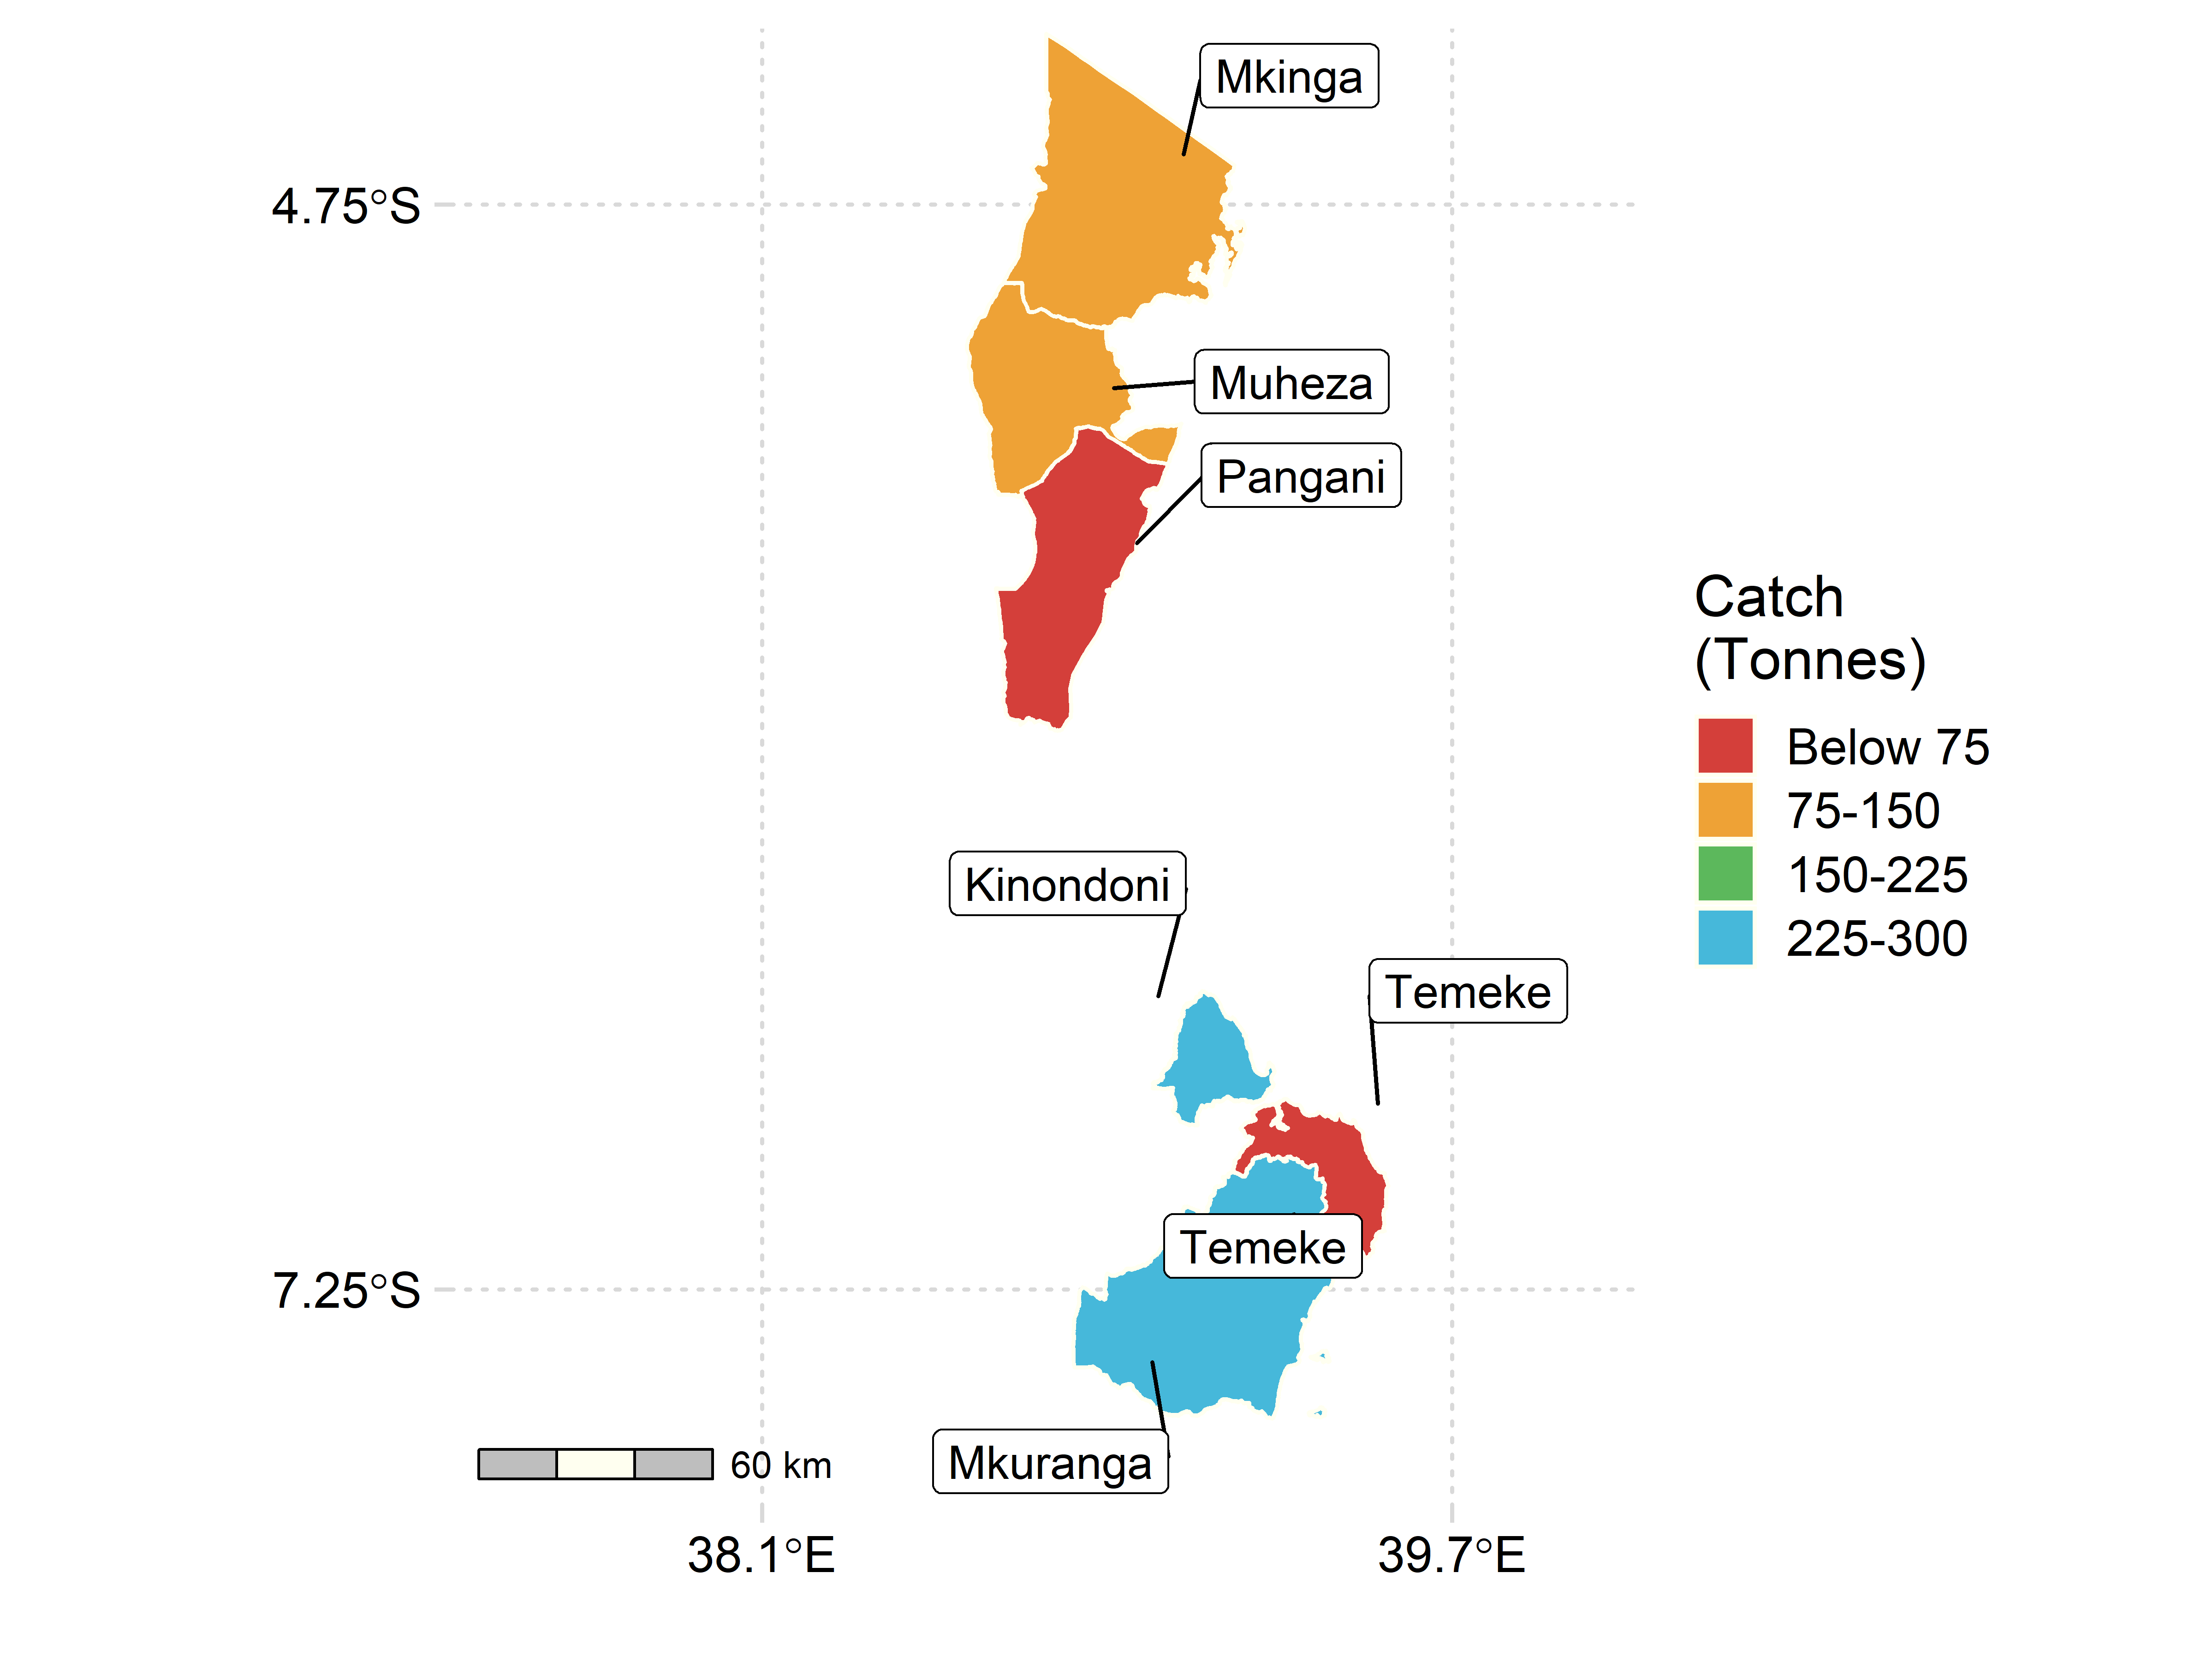 Mkinga
4.75°S
Muheza
Pangani
Catch
(Tonnes)
Below 75
75-150
150-225
225-300
Kinondoni
Temeke
Temeke
7.25°S
Mkuranga
60 km
38.1°E
39.7°E